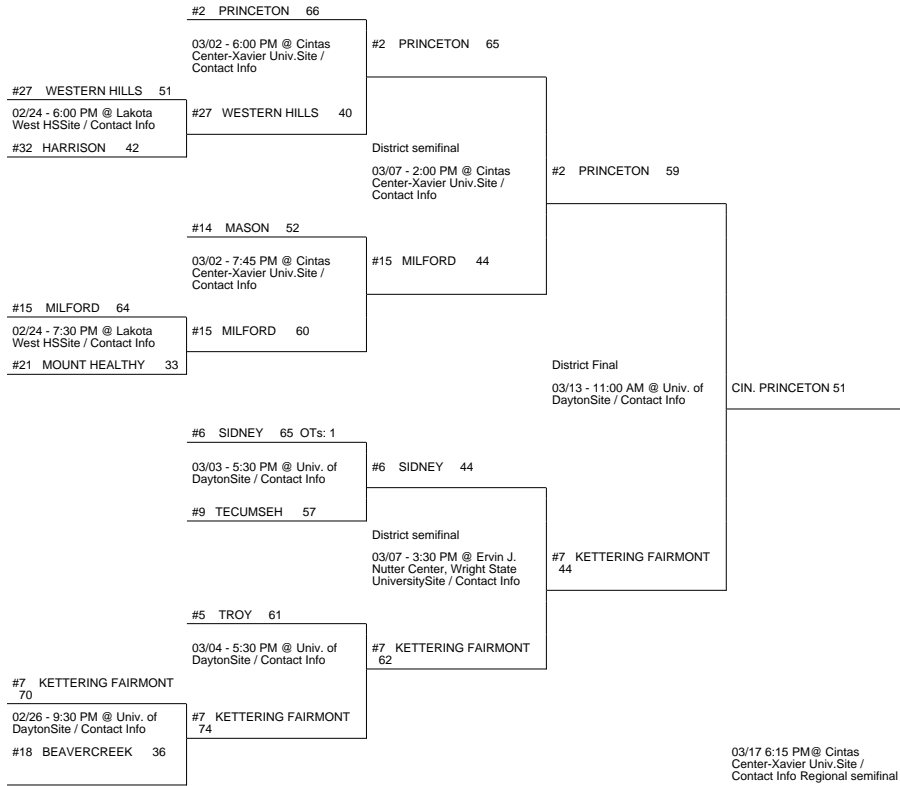 #2 PRINCETON 66
03/02 - 6:00 PM @ Cintas
Center-Xavier Univ.Site /
Contact Info
#2 PRINCETON 65
#27 WESTERN HILLS 51
02/24 - 6:00 PM @ Lakota
West HSSite / Contact Info
#32 HARRISON 42
#27 WESTERN HILLS 40
District semifinal
03/07 - 2:00 PM @ Cintas
Center-Xavier Univ.Site /
Contact Info
#2 PRINCETON 59
#14 MASON 52
03/02 - 7:45 PM @ Cintas
Center-Xavier Univ.Site /
Contact Info
#15 MILFORD 44
#15 MILFORD 64
02/24 - 7:30 PM @ Lakota
West HSSite / Contact Info
#21 MOUNT HEALTHY 33
#15 MILFORD 60
District Final
03/13 - 11:00 AM @ Univ. of
DaytonSite / Contact Info
CIN. PRINCETON 51
#6 SIDNEY 65 OTs: 1
03/03 - 5:30 PM @ Univ. of
DaytonSite / Contact Info
#6 SIDNEY 44
#9 TECUMSEH 57
District semifinal
03/07 - 3:30 PM @ Ervin J.
Nutter Center, Wright State
UniversitySite / Contact Info
#7 KETTERING FAIRMONT
44
#5 TROY 61
03/04 - 5:30 PM @ Univ. of
DaytonSite / Contact Info
#7 KETTERING FAIRMONT
62
#7 KETTERING FAIRMONT
70
02/26 - 9:30 PM @ Univ. of
DaytonSite / Contact Info
#18 BEAVERCREEK 36
#7 KETTERING FAIRMONT
74
03/17 6:15 PM@ Cintas
Center-Xavier Univ.Site /
Contact Info Regional semifinal